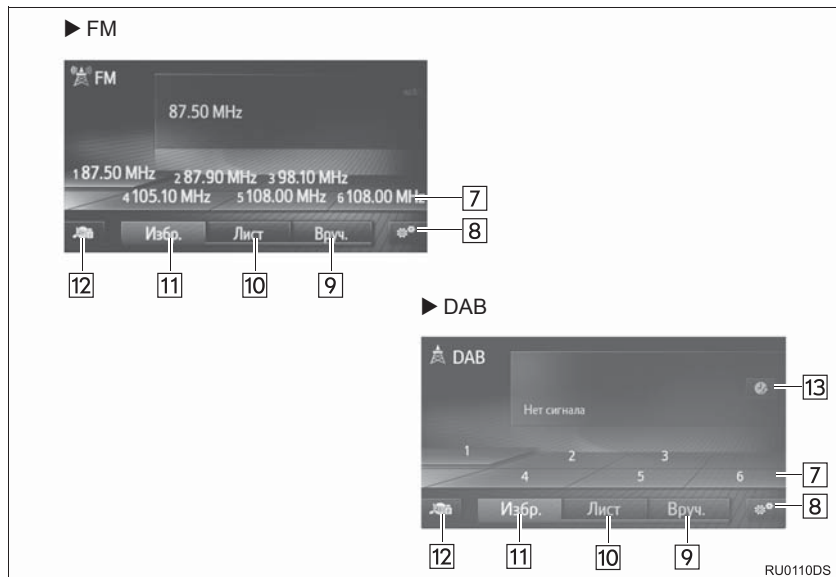 ▶ FM
FM
87.50 MHz
1 87.50 MHz 2 87.90 MHz 3 98.10 MHz
4 105.10 MHz 5 108.00 MHz 6 108.00 MHz
7
Избр. Лист Вруч.
8
12 11 10 9
▶ DAB
DAB
13
Нет сигнала
1 2 3
4 5 6
7
Избр. Лист Вруч.
8
12 11 10 9
RU0110DS